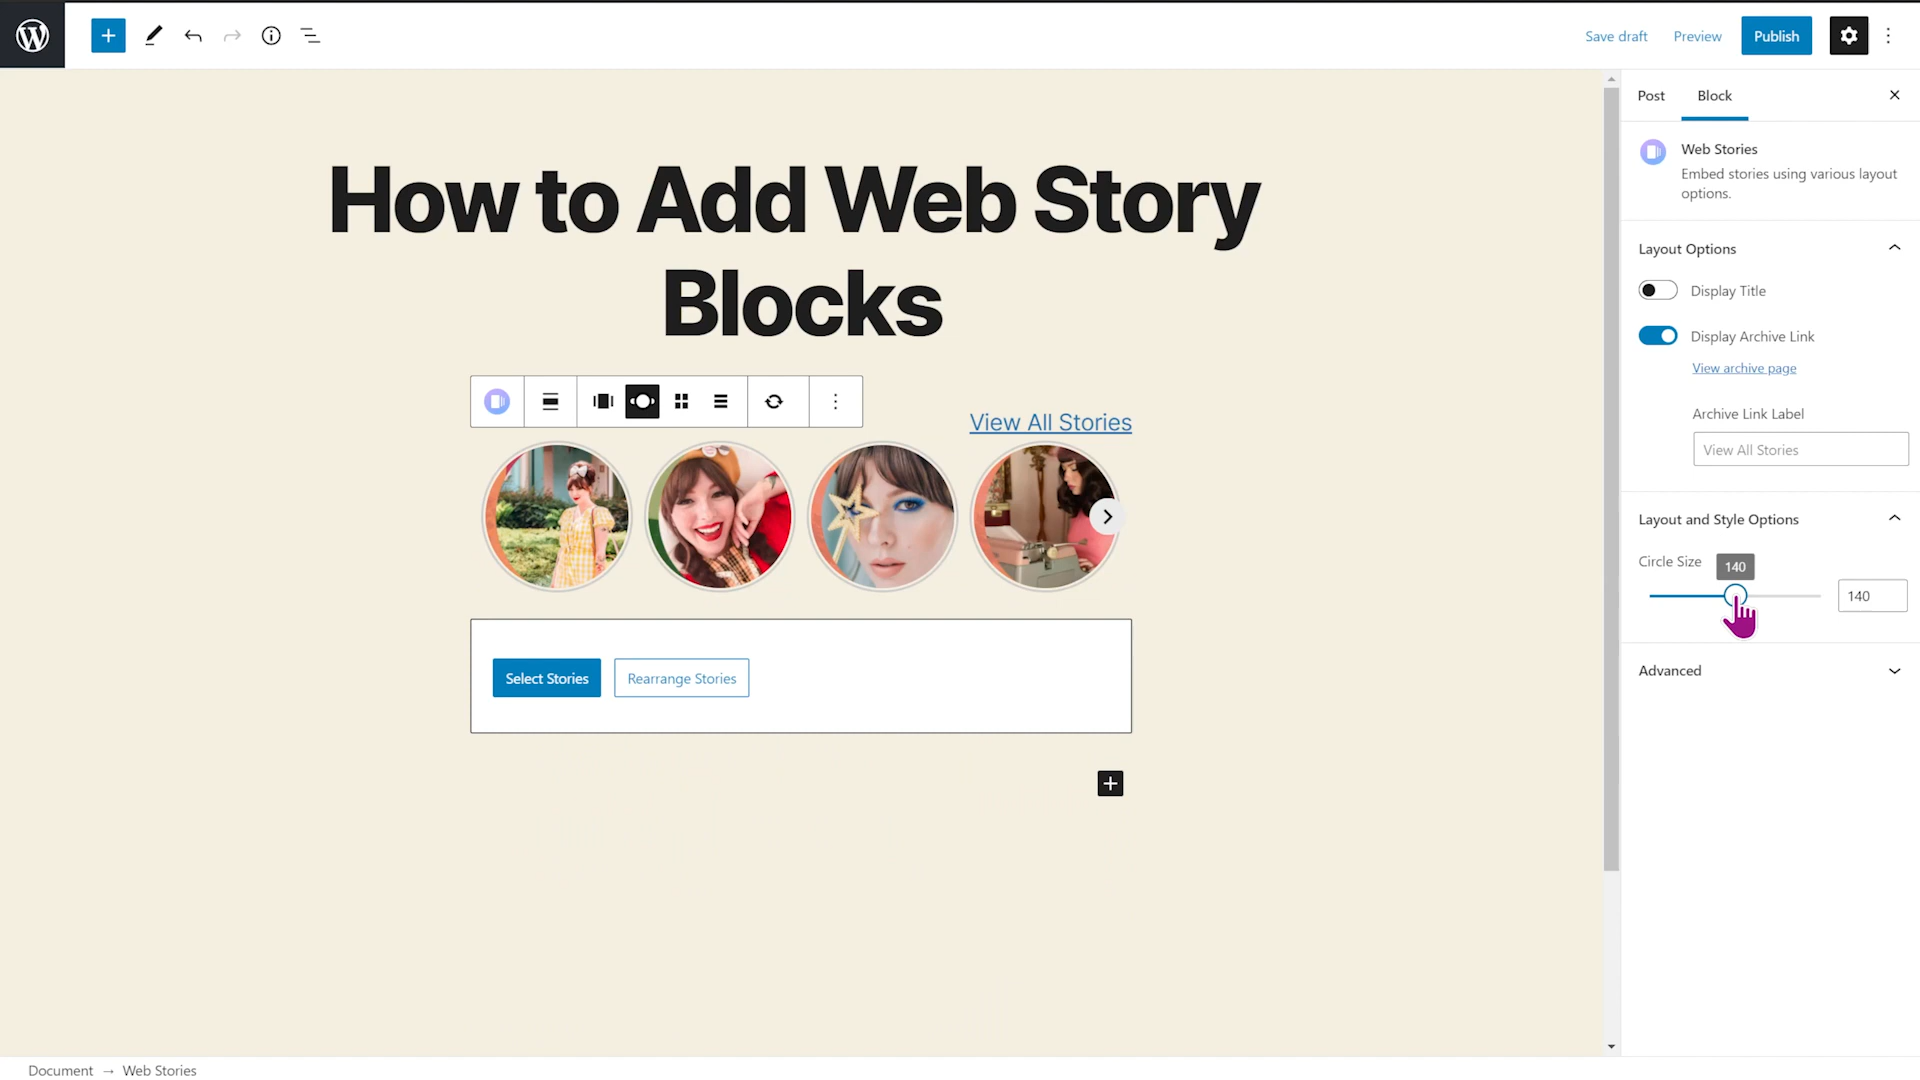 Save draft
Preview
Publish
Post
Block
Web Stories
Embed stories using various layout
options.
How to Add Web Story
Blocks
Layout Options
Display Title
Display Archive Link
View archive page
Archive Link Label
View All Stories
View All Stories
Layout and Style Options
Circle Size
140
140
Select Stories
Rearrange Stories
Advanced
Document → Web Stories